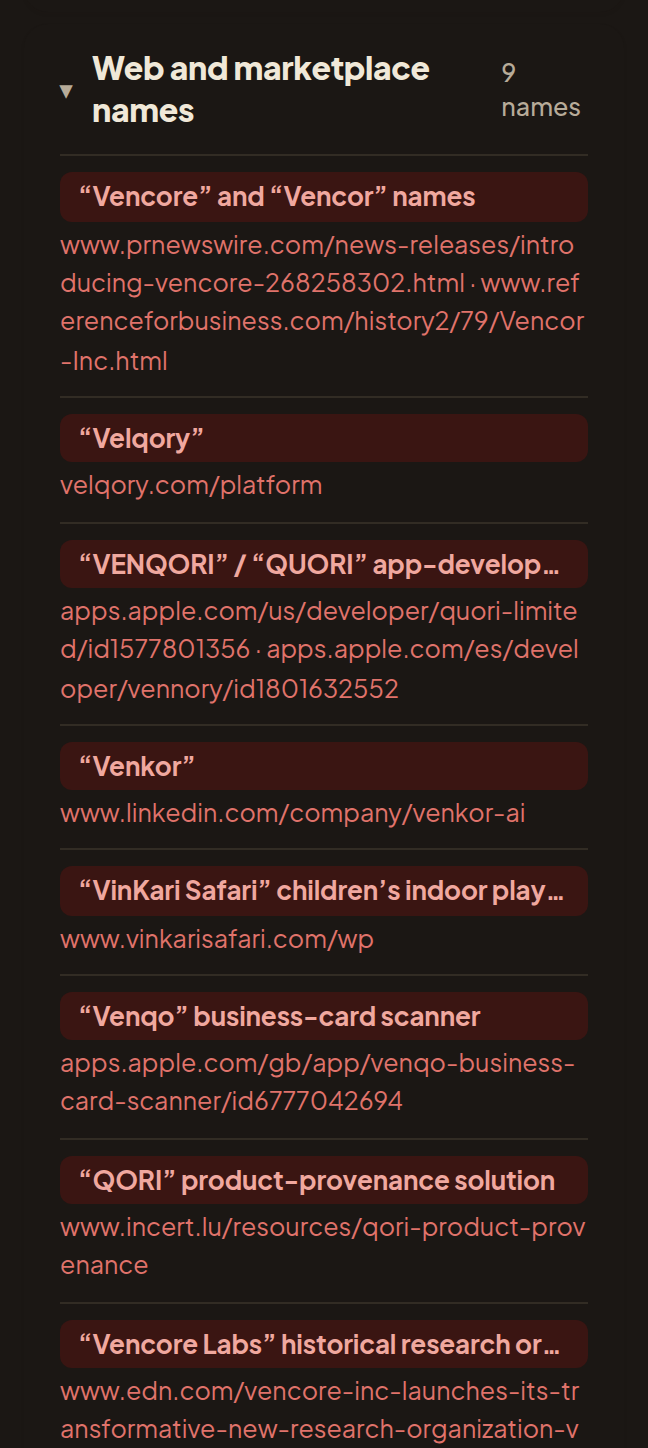 ▼ Web and marketplace names
9 names
“Vencore” and “Vencor” names
www.prnewswire.com/news-releases/intro
ducing-vencore-268258302.html · www.ref
erenceforbusiness.com/history2/79/Vencor
-Inc.html
“Velqory”
velqory.com/platform
“VENQORI” / “QUORI” app-develop…
apps.apple.com/us/developer/quori-limite
d/id1577801356 · apps.apple.com/es/devel
oper/vennory/id1801632552
“Venkor”
www.linkedin.com/company/venkor-ai
“VinKari Safari” children’s indoor play…
www.vinkarisafari.com/wp
“Venqo” business-card scanner
apps.apple.com/gb/app/venqo-business-
card-scanner/id6777042694
“QORI” product-provenance solution
www.incert.lu/resources/qori-product-prov
enance
“Vencore Labs” historical research or…
www.edn.com/vencore-inc-launches-its-tr
ansformative-new-research-organization-v